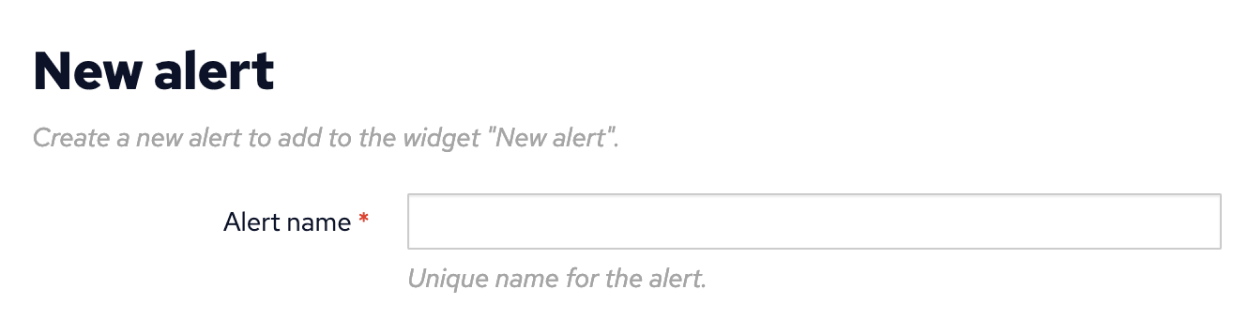 New alert
Create a new alert to add to the widget "New alert".
Alert name *
Unique name for the alert.